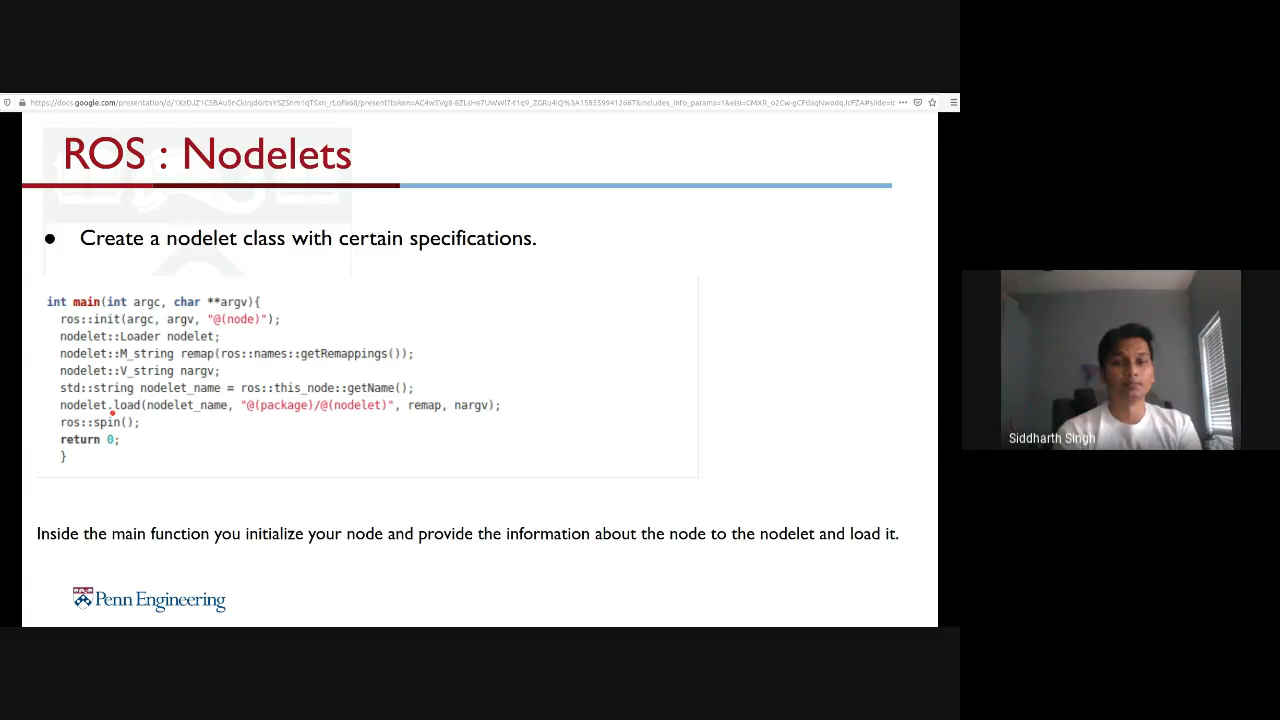 ROS : Nodelets
● Create a nodelet class with certain specifications.
int main(int argc, char **argv){
ros::init(argc, argv, "@(node)");
nodelet::Loader nodelet;
nodelet::M_string remap(ros::names::getRemappings());
nodelet::V_string nargv;
std::string nodelet_name = ros::this_node::getName();
nodelet.load(nodelet_name, "@(package)/@(nodelet)", remap, nargv);
ros::spin();
return 0;
}
Inside the main function you initialize your node and provide the information about the node to the nodelet and load it.
Penn Engineering
Siddharth Singh